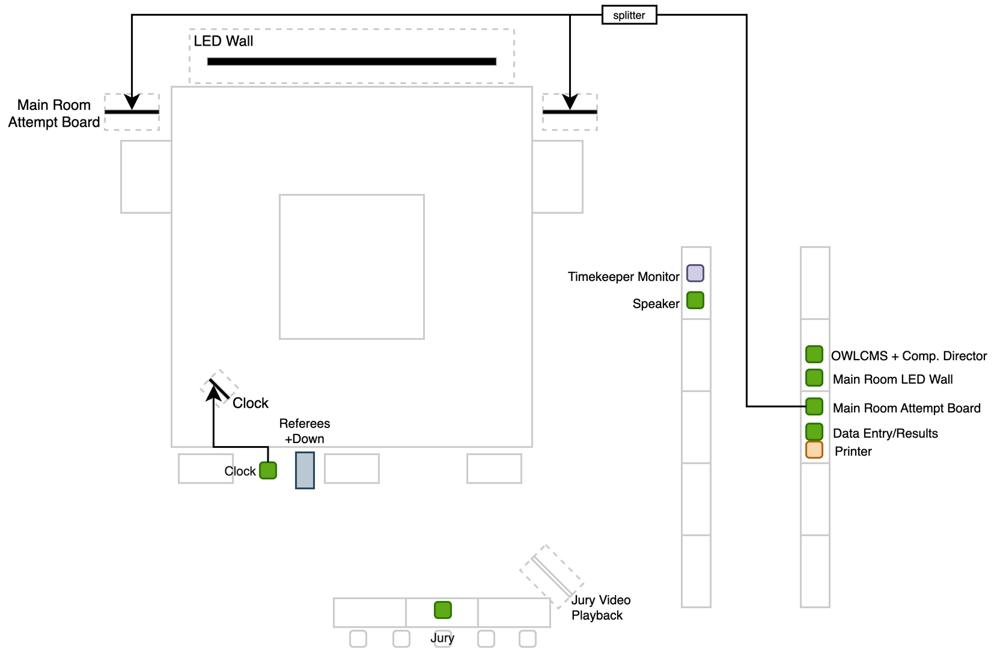 splitter
LED Wall
Main Room
Attempt Board
Timekeeper Monitor
Speaker
OWLCMS + Comp. Director
Main Room LED Wall
Main Room Attempt Board
Data Entry/Results
Printer
Clock
Referees
+Down
Clock
Jury Video
Playback
Jury